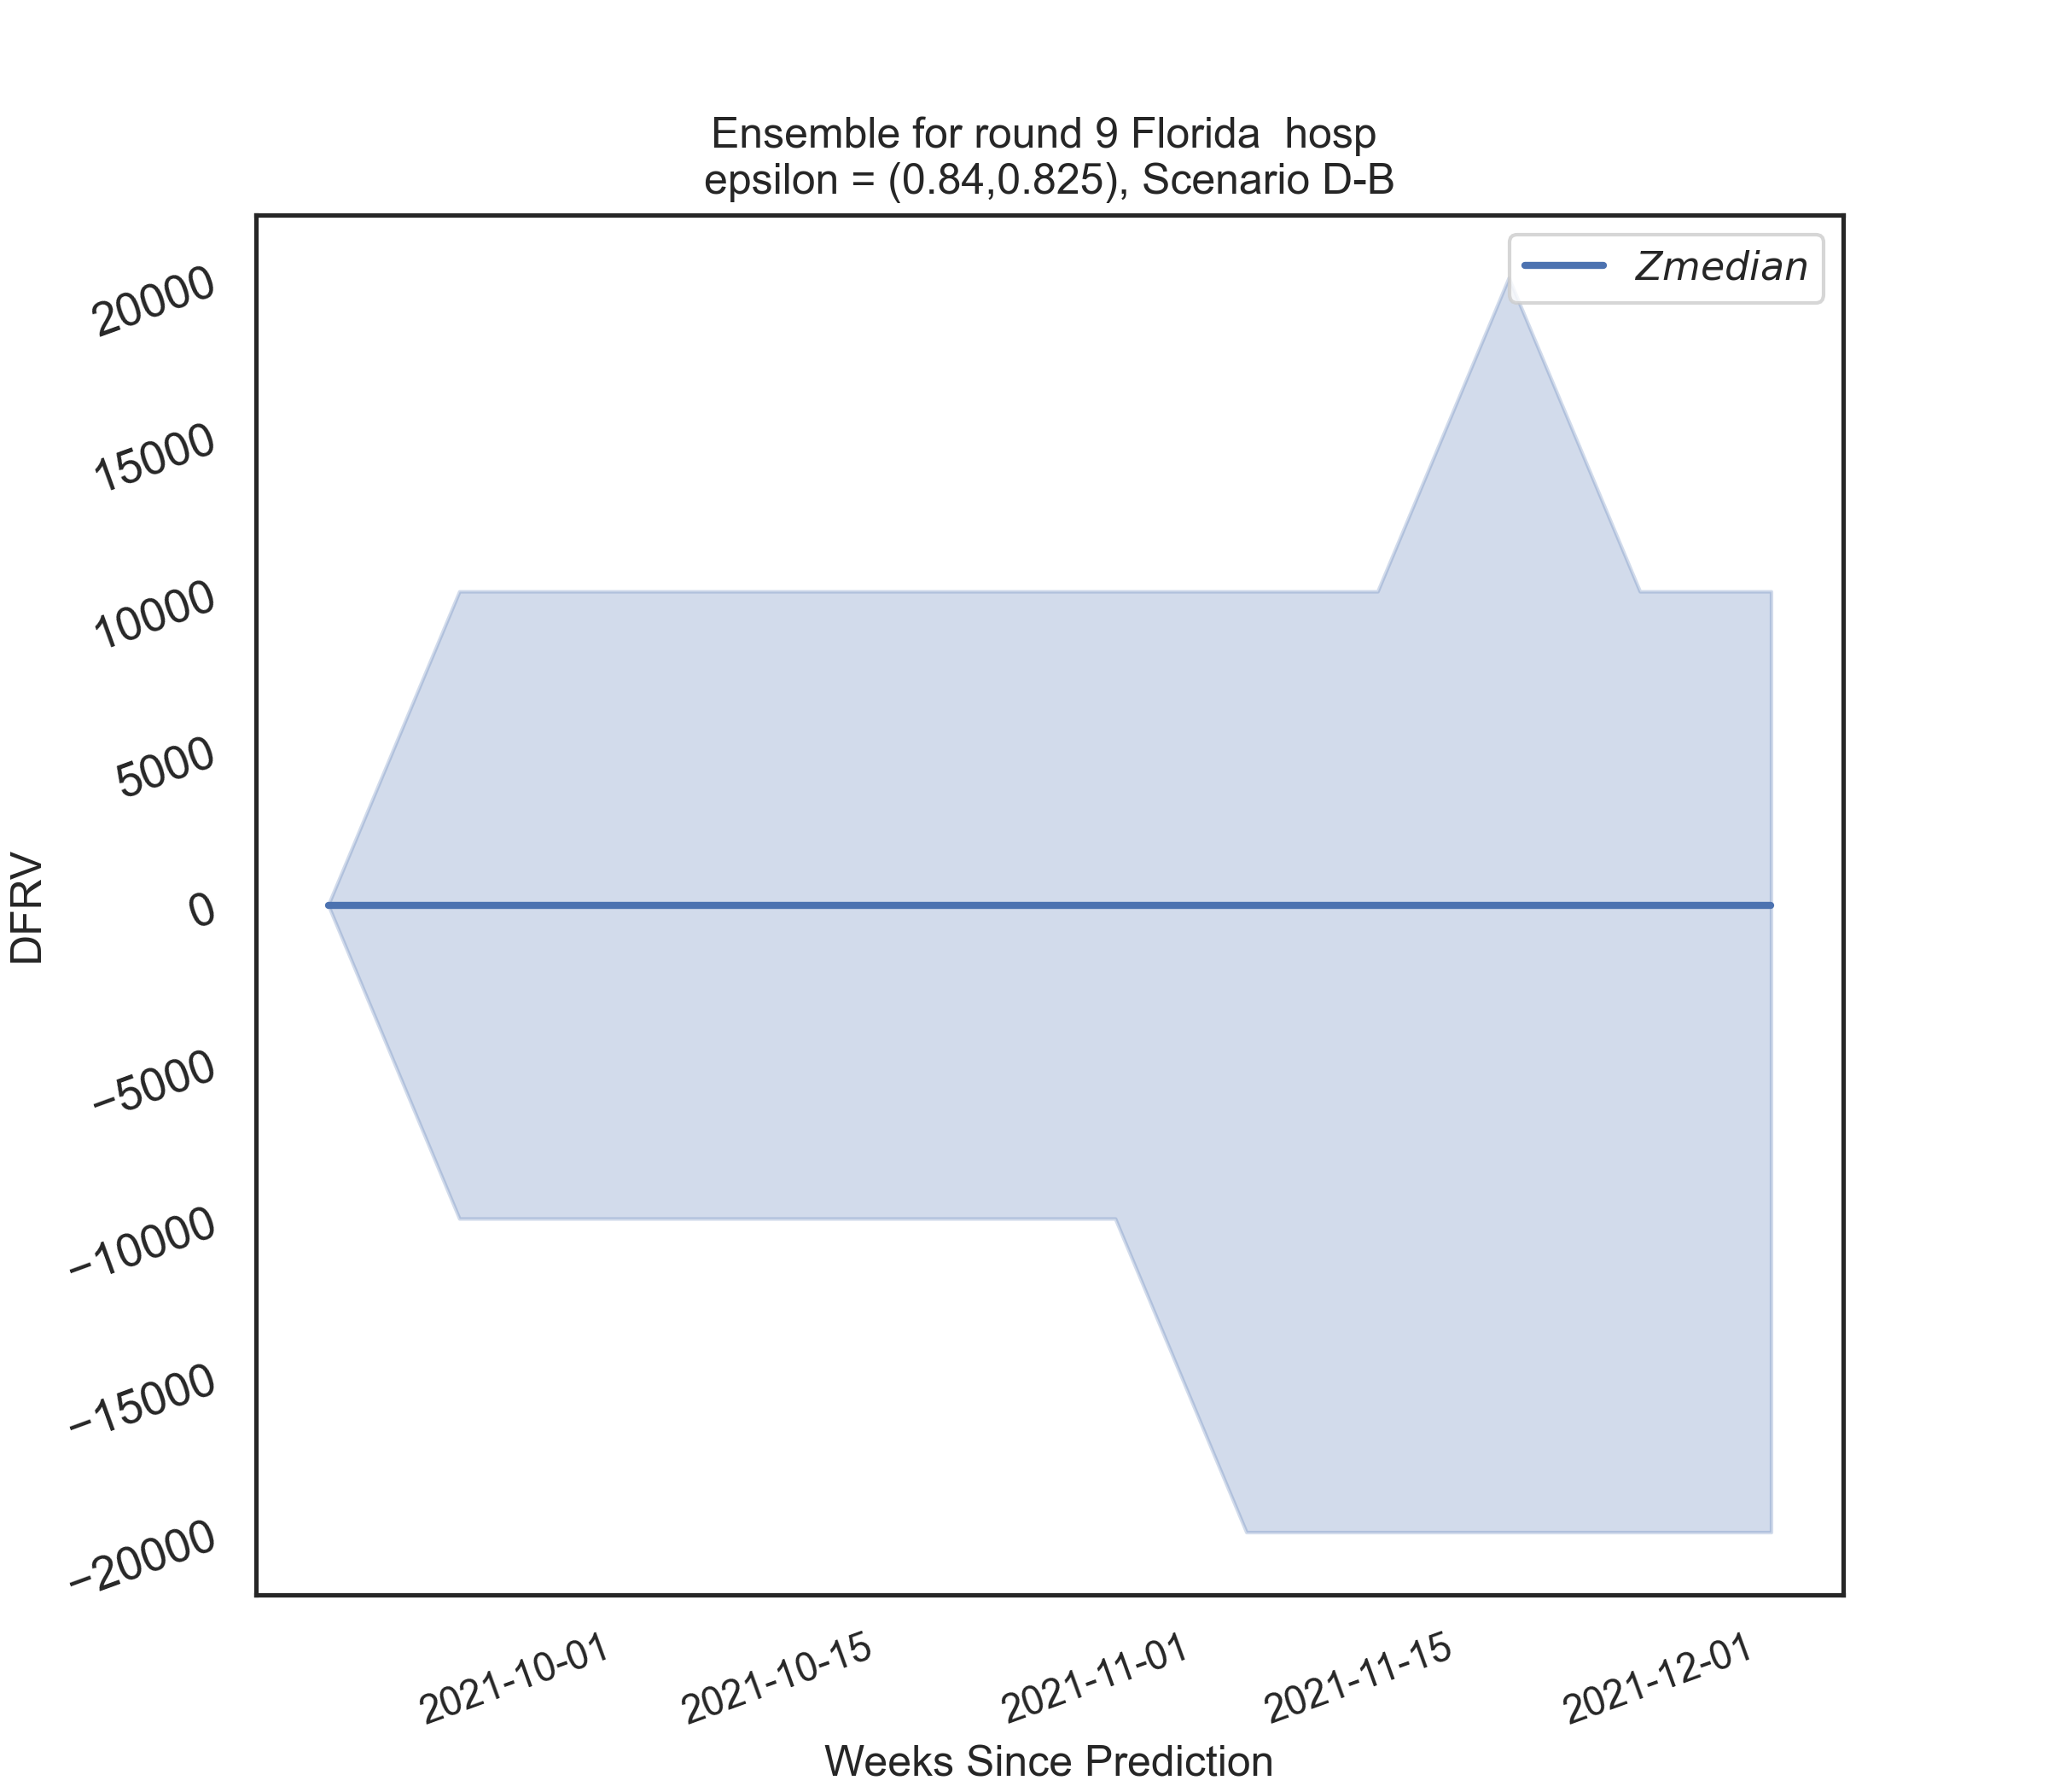 Ensemble for round 9 Florida  hosp
epsilon = (0.84,0.825), Scenario D-B
Zmedian
20000
15000
10000
5000
0
−5000
−10000
−15000
−20000
DFRV
2021-10-01
2021-10-15
2021-11-01
2021-11-15
2021-12-01
Weeks Since Prediction